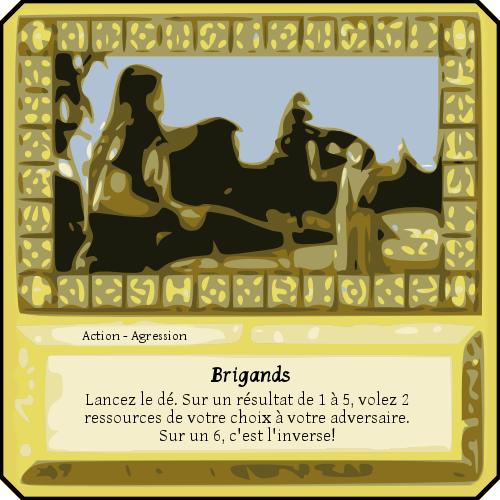 Action - Agression
Brigands
Lancez le dé. Sur un résultat de 1 à 5, volez 2
ressources de votre choix à votre adversaire.
Sur un 6, c'est l'inverse!